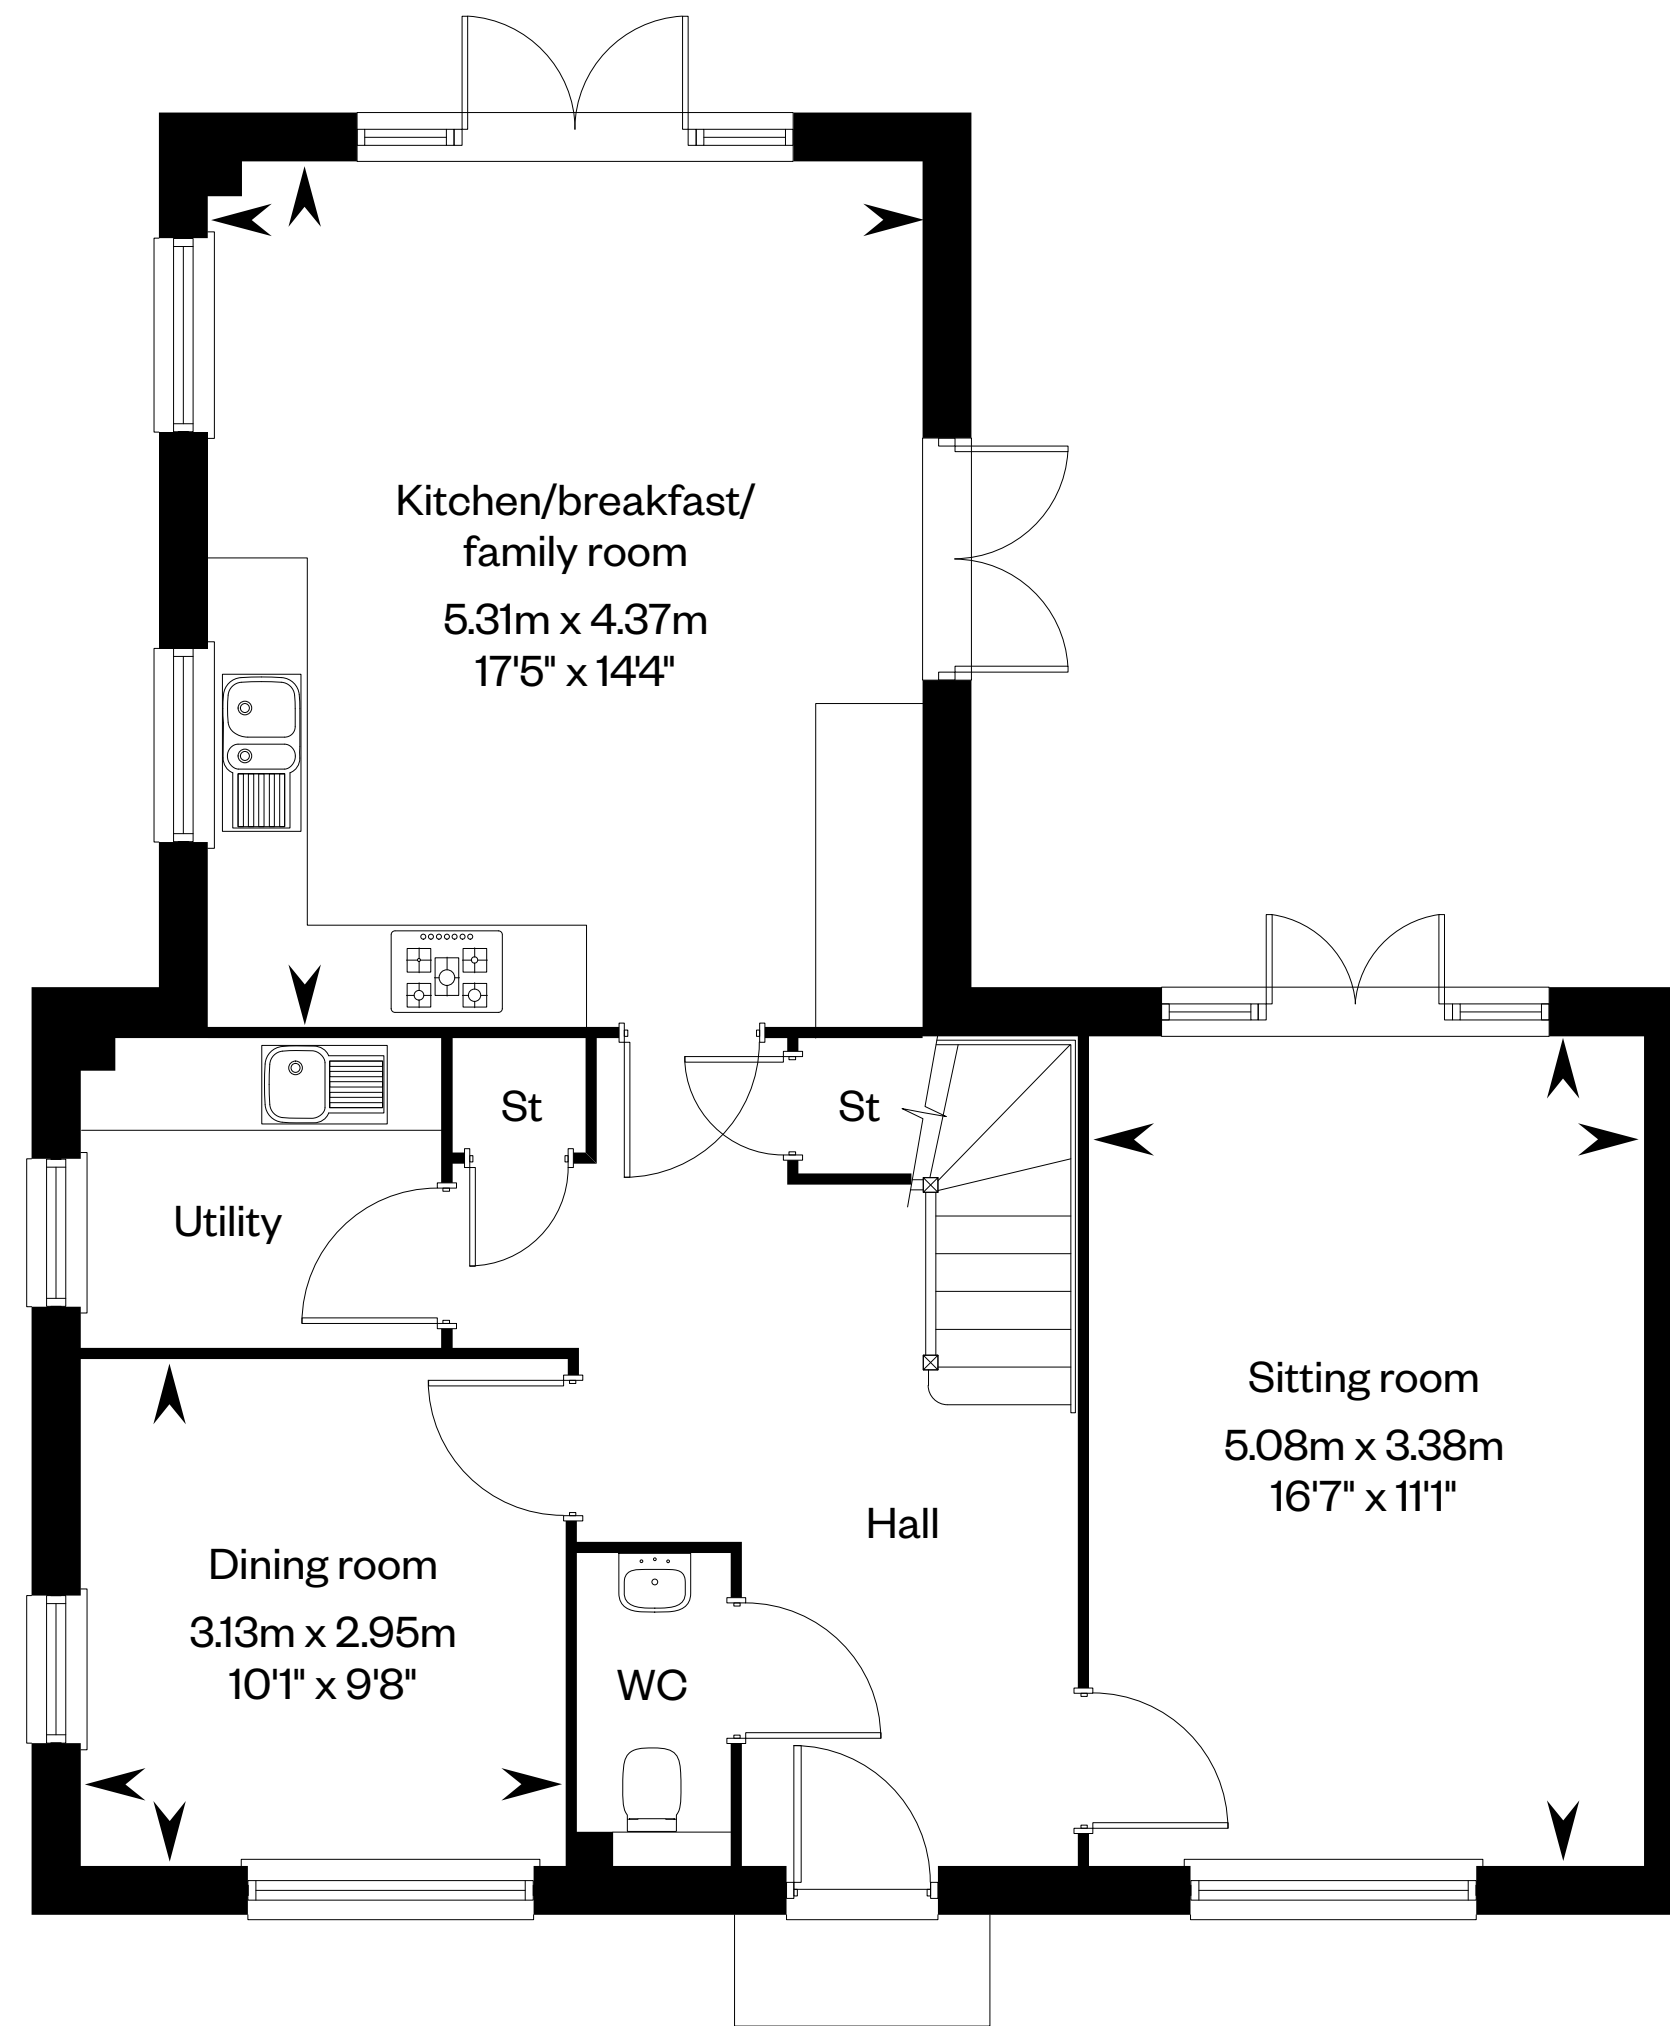 Kitchen/breakfast/
family room
5.31m x 4.37m
17'5" x 14'4"
St
St
Utility
Sitting room
5.08m x 3.38m
16'7" x 11'1"
Hall
Dining room
3.13m x 2.95m
10'1" x 9'8"
WC